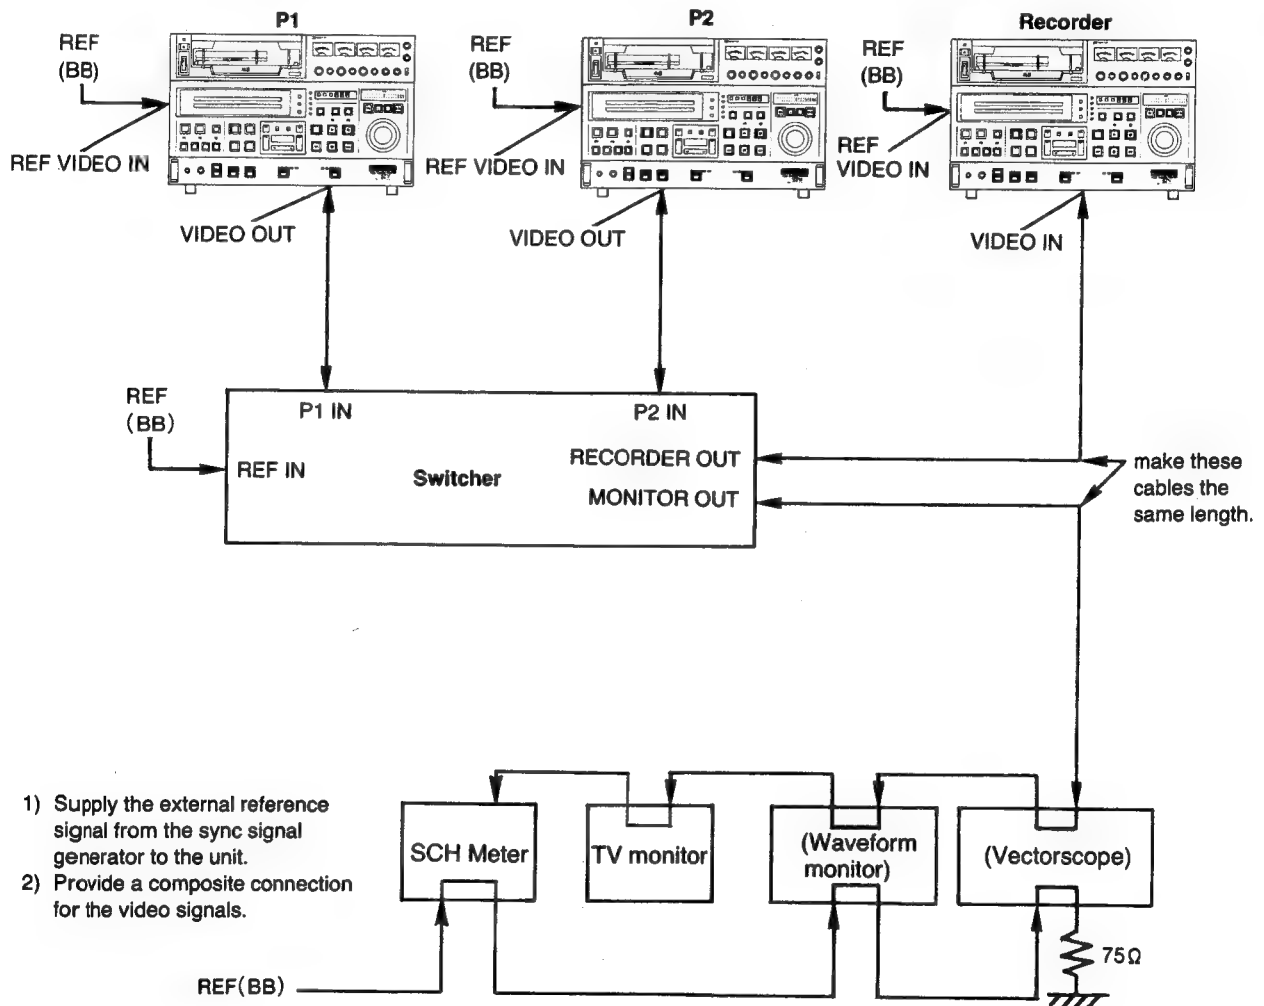 P1
P2
Recorder
REF
(BB)
REF
(BB)
REF
(BB)
REF VIDEO IN
REF VIDEO IN
REF
VIDEO IN
VIDEO OUT
VIDEO OUT
VIDEO IN
REF
(BB)
P1 IN
P2 IN
REF IN
Switcher
RECORDER OUT
MONITOR OUT
make these
cables the
same length.
1) Supply the external reference
signal from the sync signal
generator to the unit.
2) Provide a composite connection
for the video signals.
SCH Meter
TV monitor
(Waveform
monitor)
(Vectorscope)
75Ω
REF(BB)